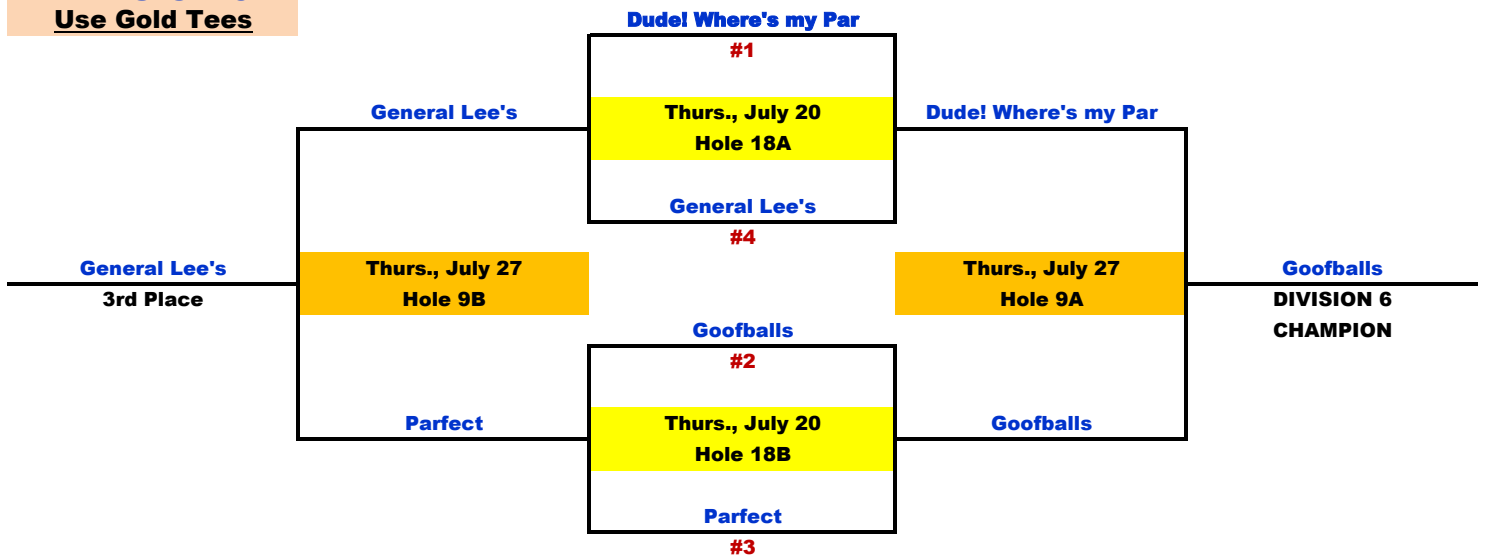 Use Gold Tees
Dude! Where's my Par
#1
General Lee's
Thurs., July 20
Hole 18A
Dude! Where's my Par
General Lee's
#4
General Lee's
3rd Place
Thurs., July 27
Hole 9B
Thurs., July 27
Hole 9A
Goofballs
DIVISION 6
CHAMPION
Goofballs
#2
Parfect
Thurs., July 20
Hole 18B
Goofballs
Parfect
#3